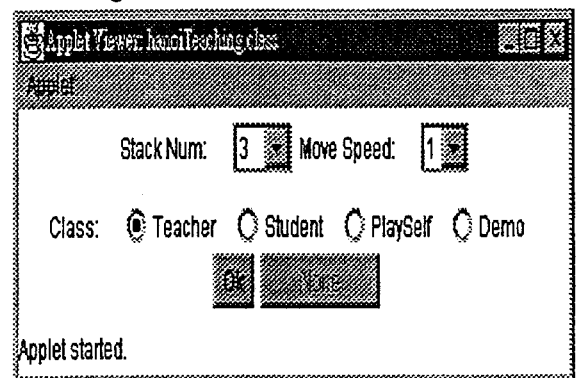 Applet Viewer: hanoiTeaching.class
Applet
Stack Num: 3 Move Speed: 1
Class: Teacher Student PlaySelf Demo
Ok
Applet started.